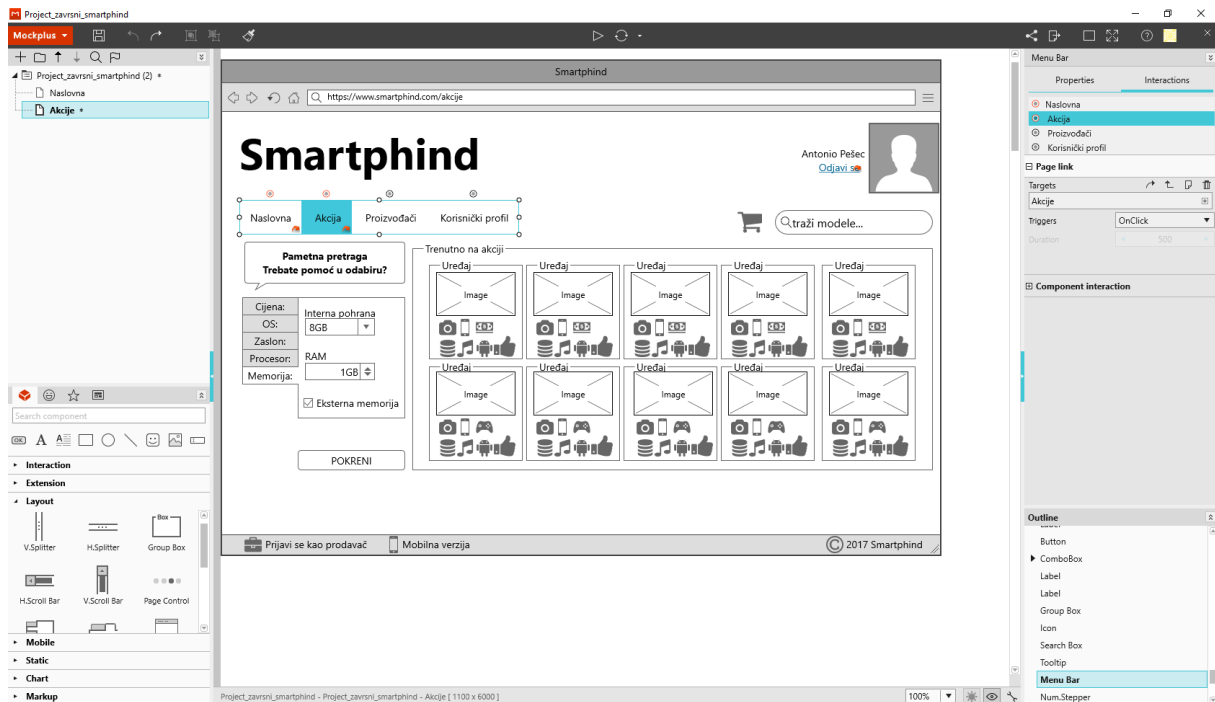 Project_zavrsni_smartphind
Mockplus
Project_zavrsni_smartphind (2) *
Naslovna
Akcije *
Search component
OK A A
Interaction
Extension
Layout
V.Splitter H.Splitter Box Group Box
H.Scroll Bar V.Scroll Bar Page Control
Mobile
Static
Chart
Markup
Smartphind
https://www.smartphind.com/akcije
Smartphind
Antonio Pešec
Odjavi se
Naslovna Akcija Proizvođači Korisnički profil
traži modele...
Pametna pretraga
Trebate pomoć u odabiru?
Cijena:
OS:
Zaslon:
Procesor:
Memorija:
Interna pohrana
8GB
RAM
1GB
Eksterna memorija
POKRENI
Trenutno na akciji
Uređaj Uređaj Uređaj Uređaj Uređaj
Image Image Image Image Image
Uređaj Uređaj Uređaj Uređaj Uređaj
Image Image Image Image Image
Prijavi se kao prodavač Mobilna verzija © 2017 Smartphind
Project_zavrsni_smartphind - Project_zavrsni_smartphind - Akcije [ 1100 x 6000 ]
100%
Menu Bar
Properties Interactions
Naslovna
Akcija
Proizvođači
Korisnički profil
Page link
Targets
Akcije
Triggers OnClick
Duration 500
Component interaction
Outline
Button
ComboBox
Label
Label
Group Box
Icon
Search Box
Tooltip
Menu Bar
Num.Stepper